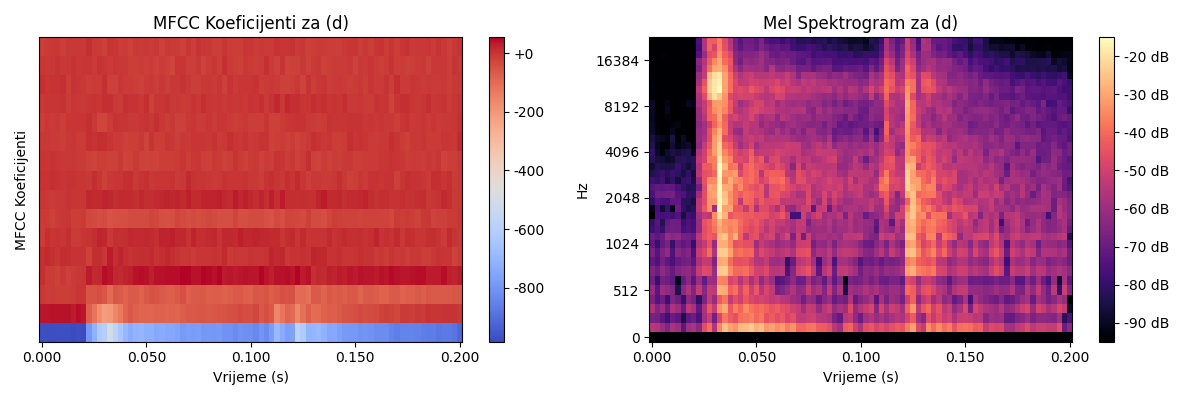 MFCC Koeficijenti za (d)
MFCC Koeficijenti
0.000 0.050 0.100 0.150 0.200
Vrijeme (s)
+0
-200
-400
-600
-800
Mel Spektrogram za (d)
Hz
16384
8192
4096
2048
1024
512
0
0.000 0.050 0.100 0.150 0.200
Vrijeme (s)
-20 dB
-30 dB
-40 dB
-50 dB
-60 dB
-70 dB
-80 dB
-90 dB